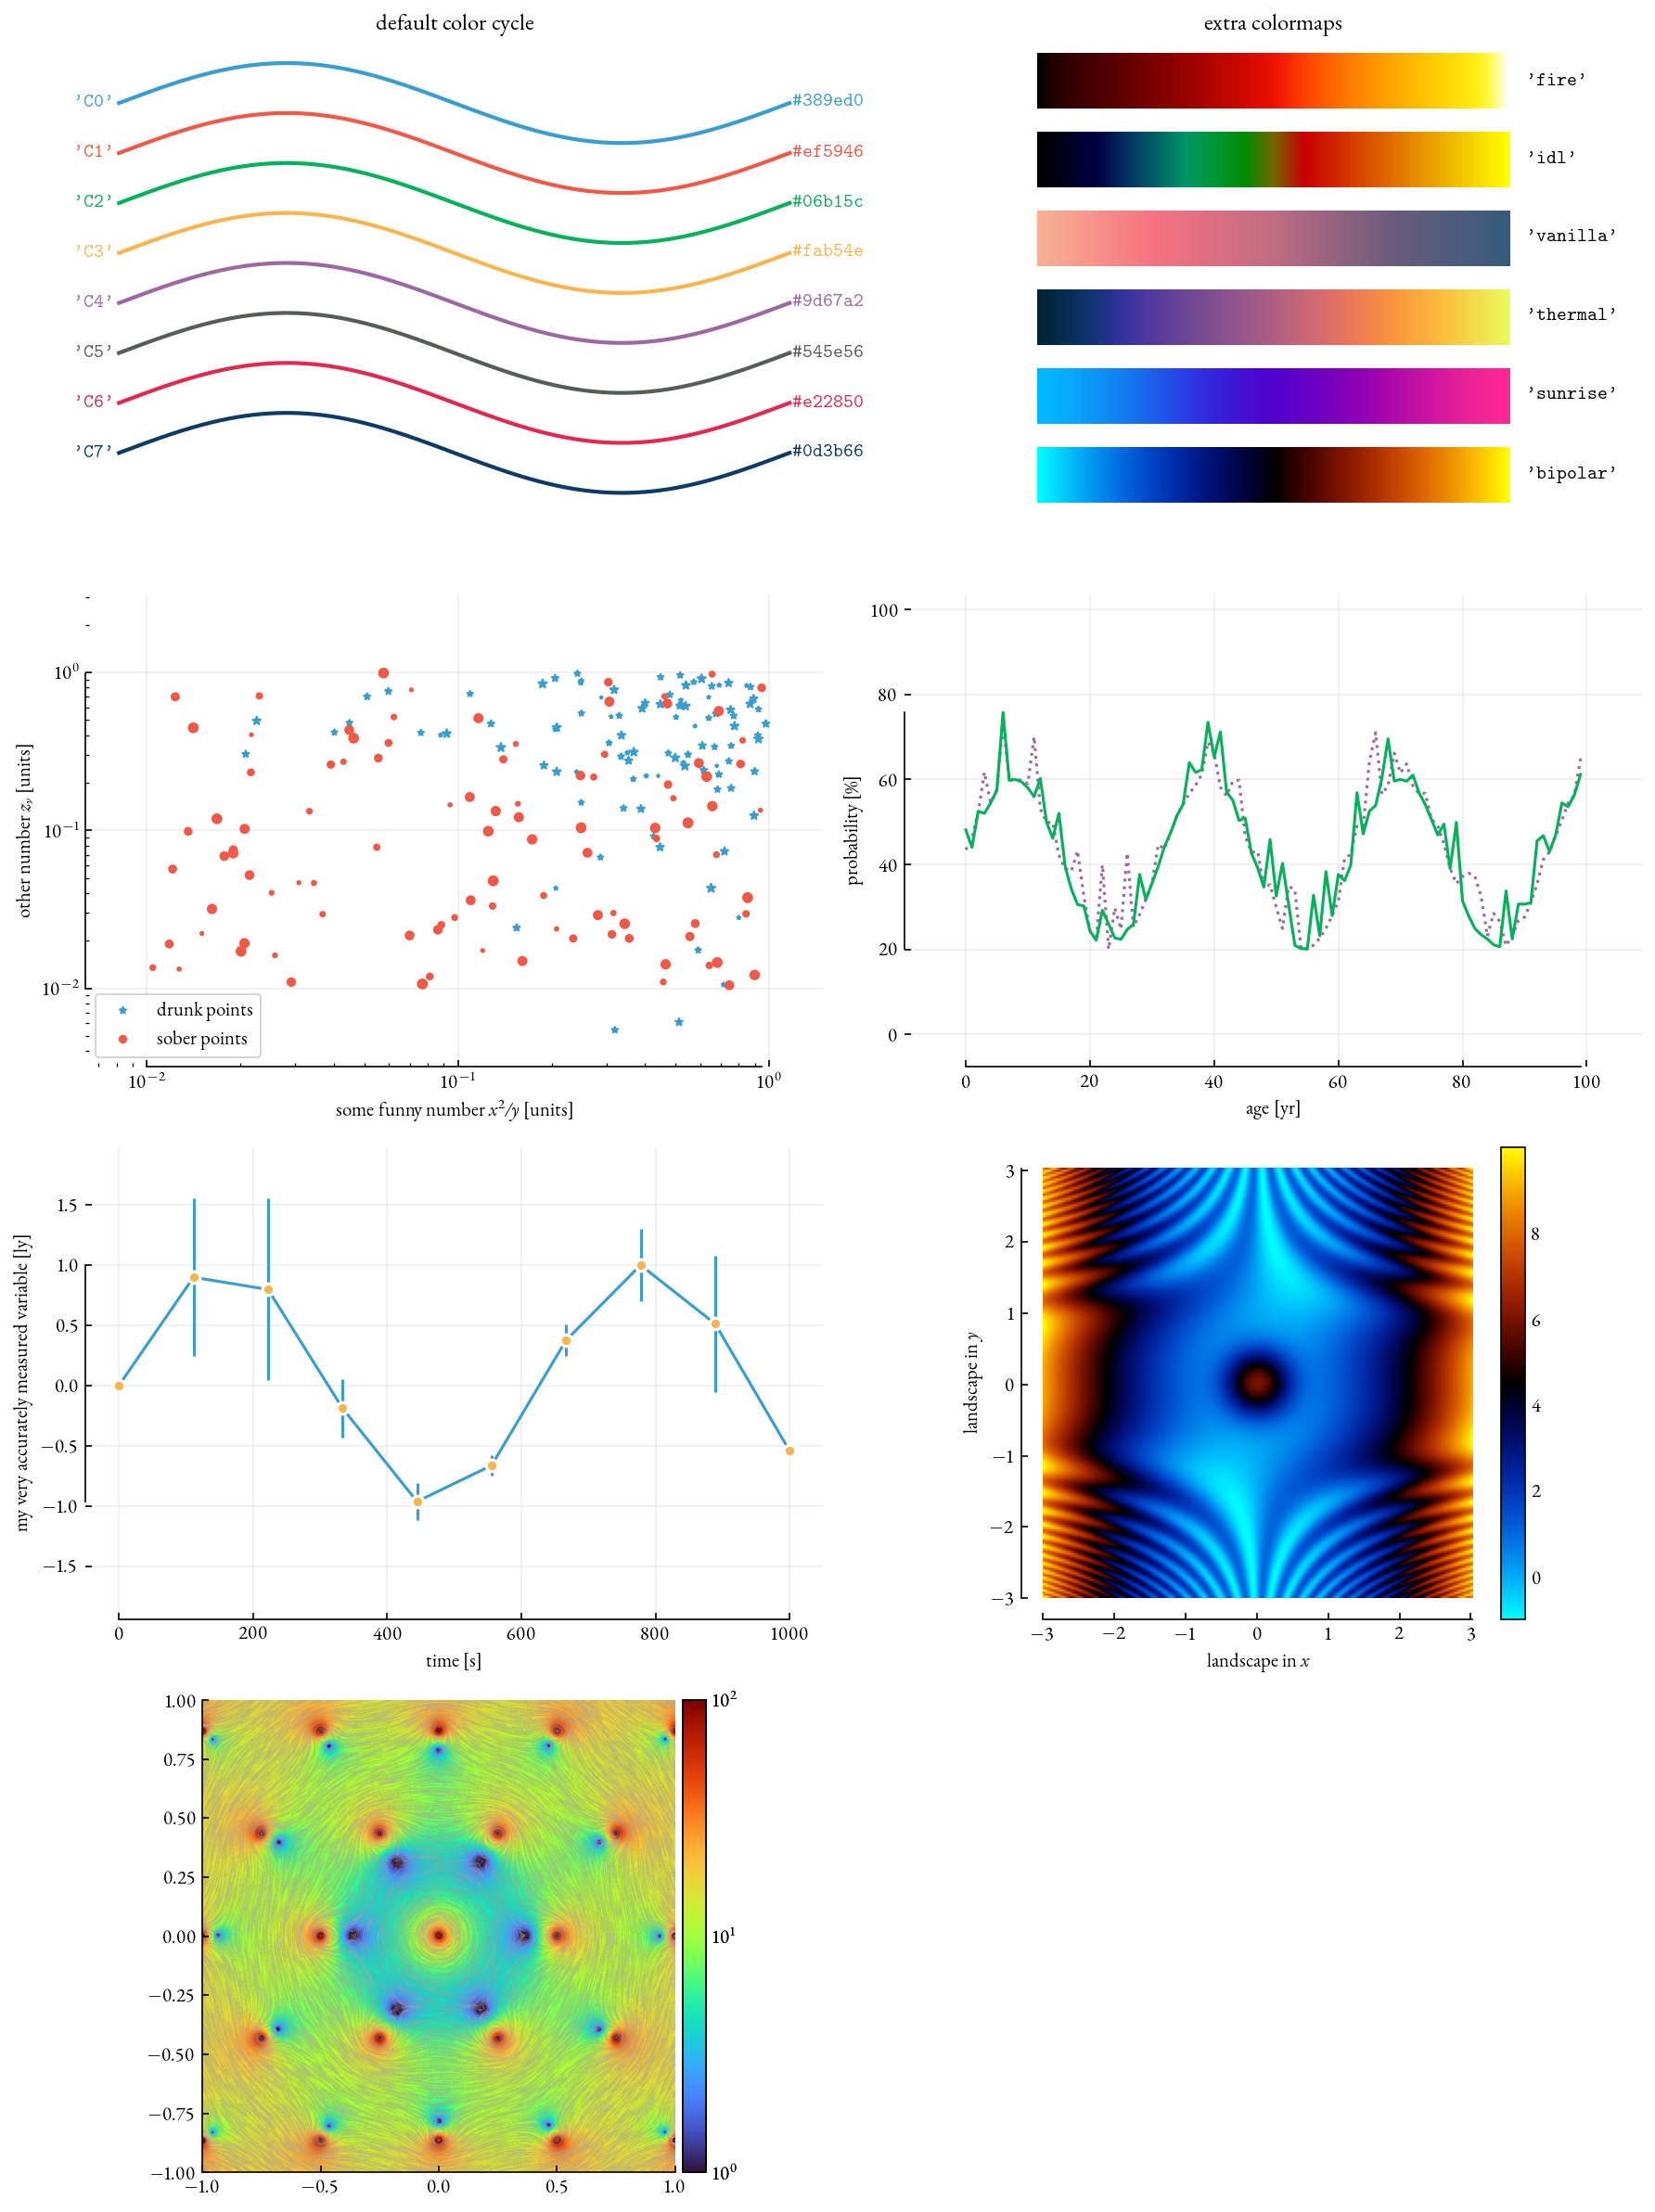 default color cycle
'C0' #389ed0
'C1' #ef5946
'C2' #06b15c
'C3' #fab54e
'C4' #9d67a2
'C5' #545e56
'C6' #e22850
'C7' #0d3b66
extra colormaps
'fire'
'idl'
'vanilla'
'thermal'
'sunrise'
'bipolar'
other number zᵥ [units]
10⁰
10⁻¹
10⁻²
drunk points
sober points
10⁻² 10⁻¹ 10⁰
some funny number x²/y [units]
probability [%]
100
80
60
40
20
0
0 20 40 60 80 100
age [yr]
my very accurately measured variable [ly]
1.5
1.0
0.5
0.0
−0.5
−1.0
−1.5
0 200 400 600 800 1000
time [s]
landscape in y
3
2
1
0
−1
−2
−3
−3 −2 −1 0 1 2 3
landscape in x
8
6
4
2
0
1.00
0.75
0.50
0.25
0.00
−0.25
−0.50
−0.75
−1.00
−1.0 −0.5 0.0 0.5 1.0
10²
10¹
10⁰